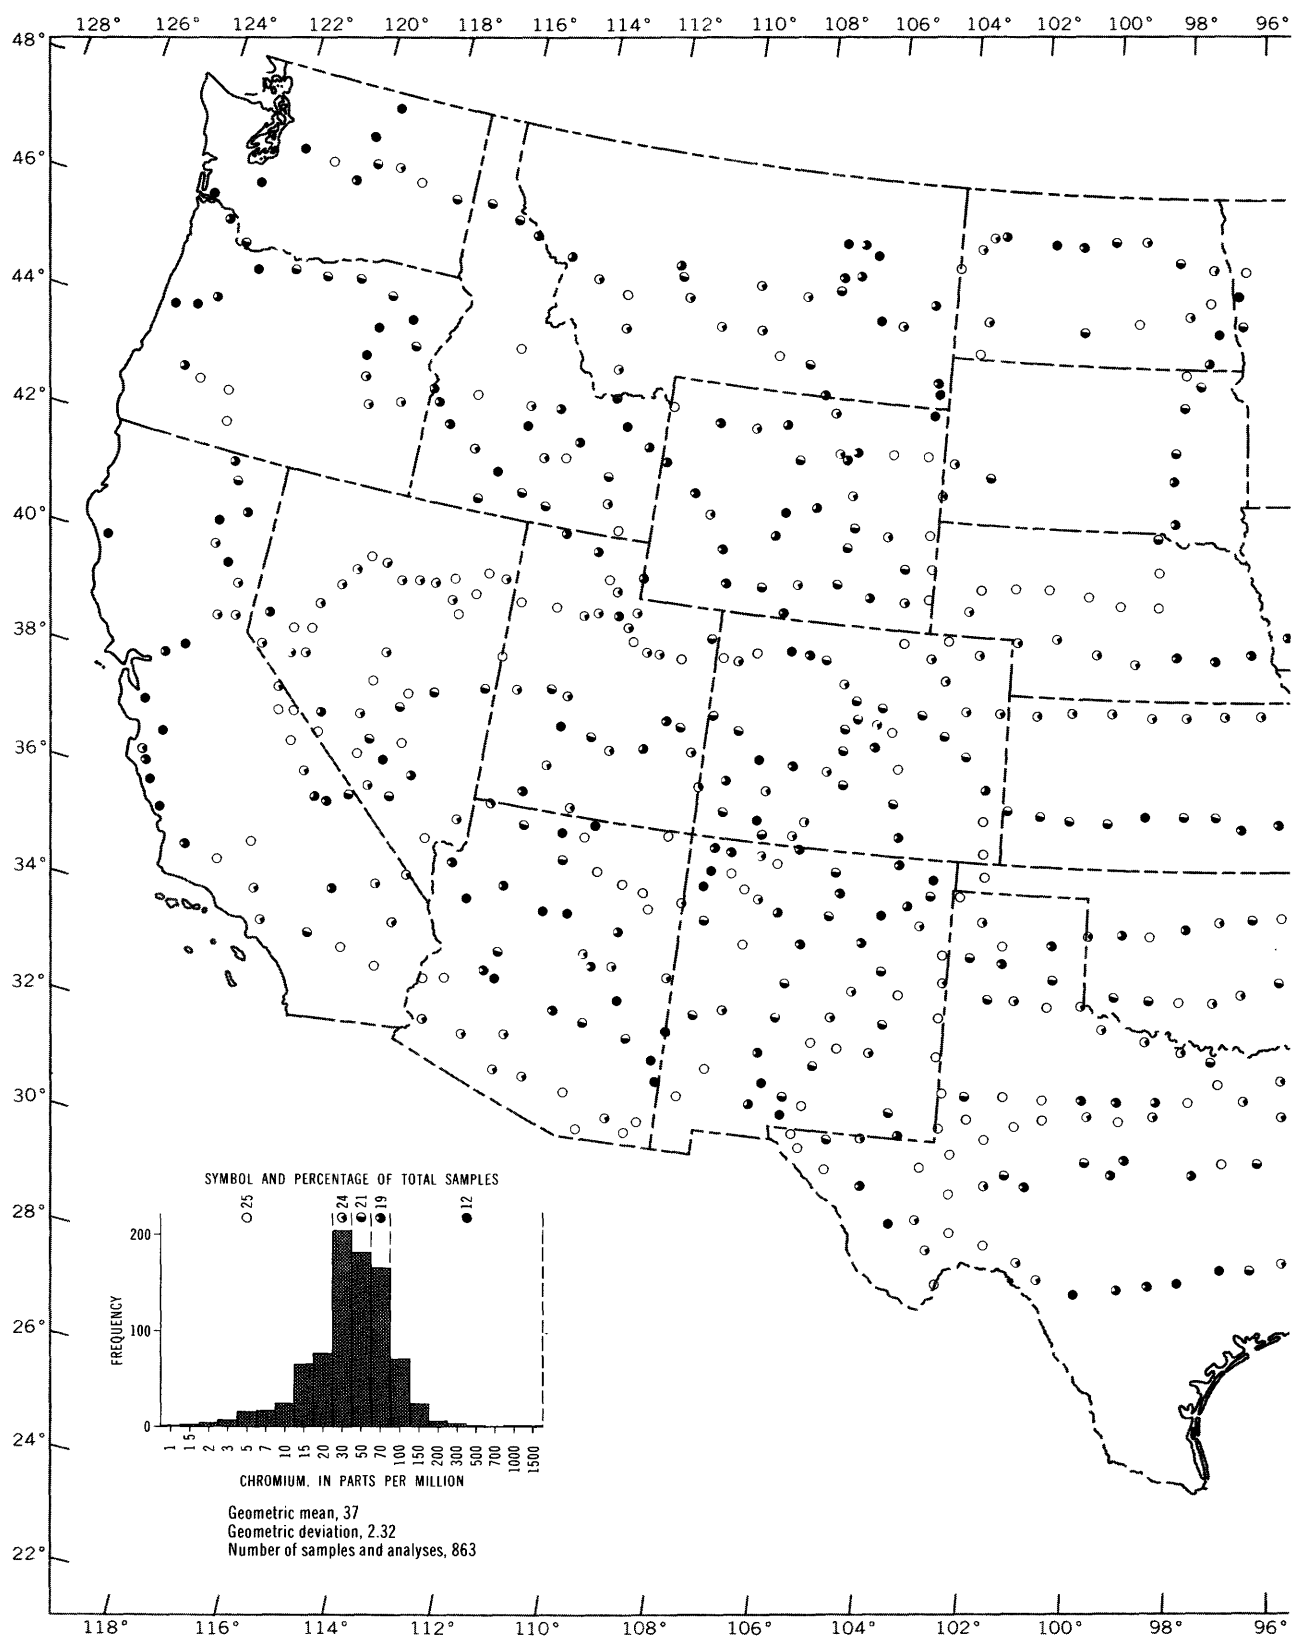 128° 126° 124° 122° 120° 118° 116° 114° 112° 110° 108° 106° 104° 102° 100° 98° 96°
48°
46°
44°
42°
40°
38°
36°
34°
32°
30°
28°
26°
24°
22°
SYMBOL AND PERCENTAGE OF TOTAL SAMPLES
25 24 21 19 12
200
100
0
FREQUENCY
1 1.5 2 3 5 7 10 15 20 30 50 70 100 150 200 300 500 700 1000 1500
CHROMIUM, IN PARTS PER MILLION
Geometric mean, 37
Geometric deviation, 2.32
Number of samples and analyses, 863
118° 116° 114° 112° 110° 108° 106° 104° 102° 100° 98° 96°